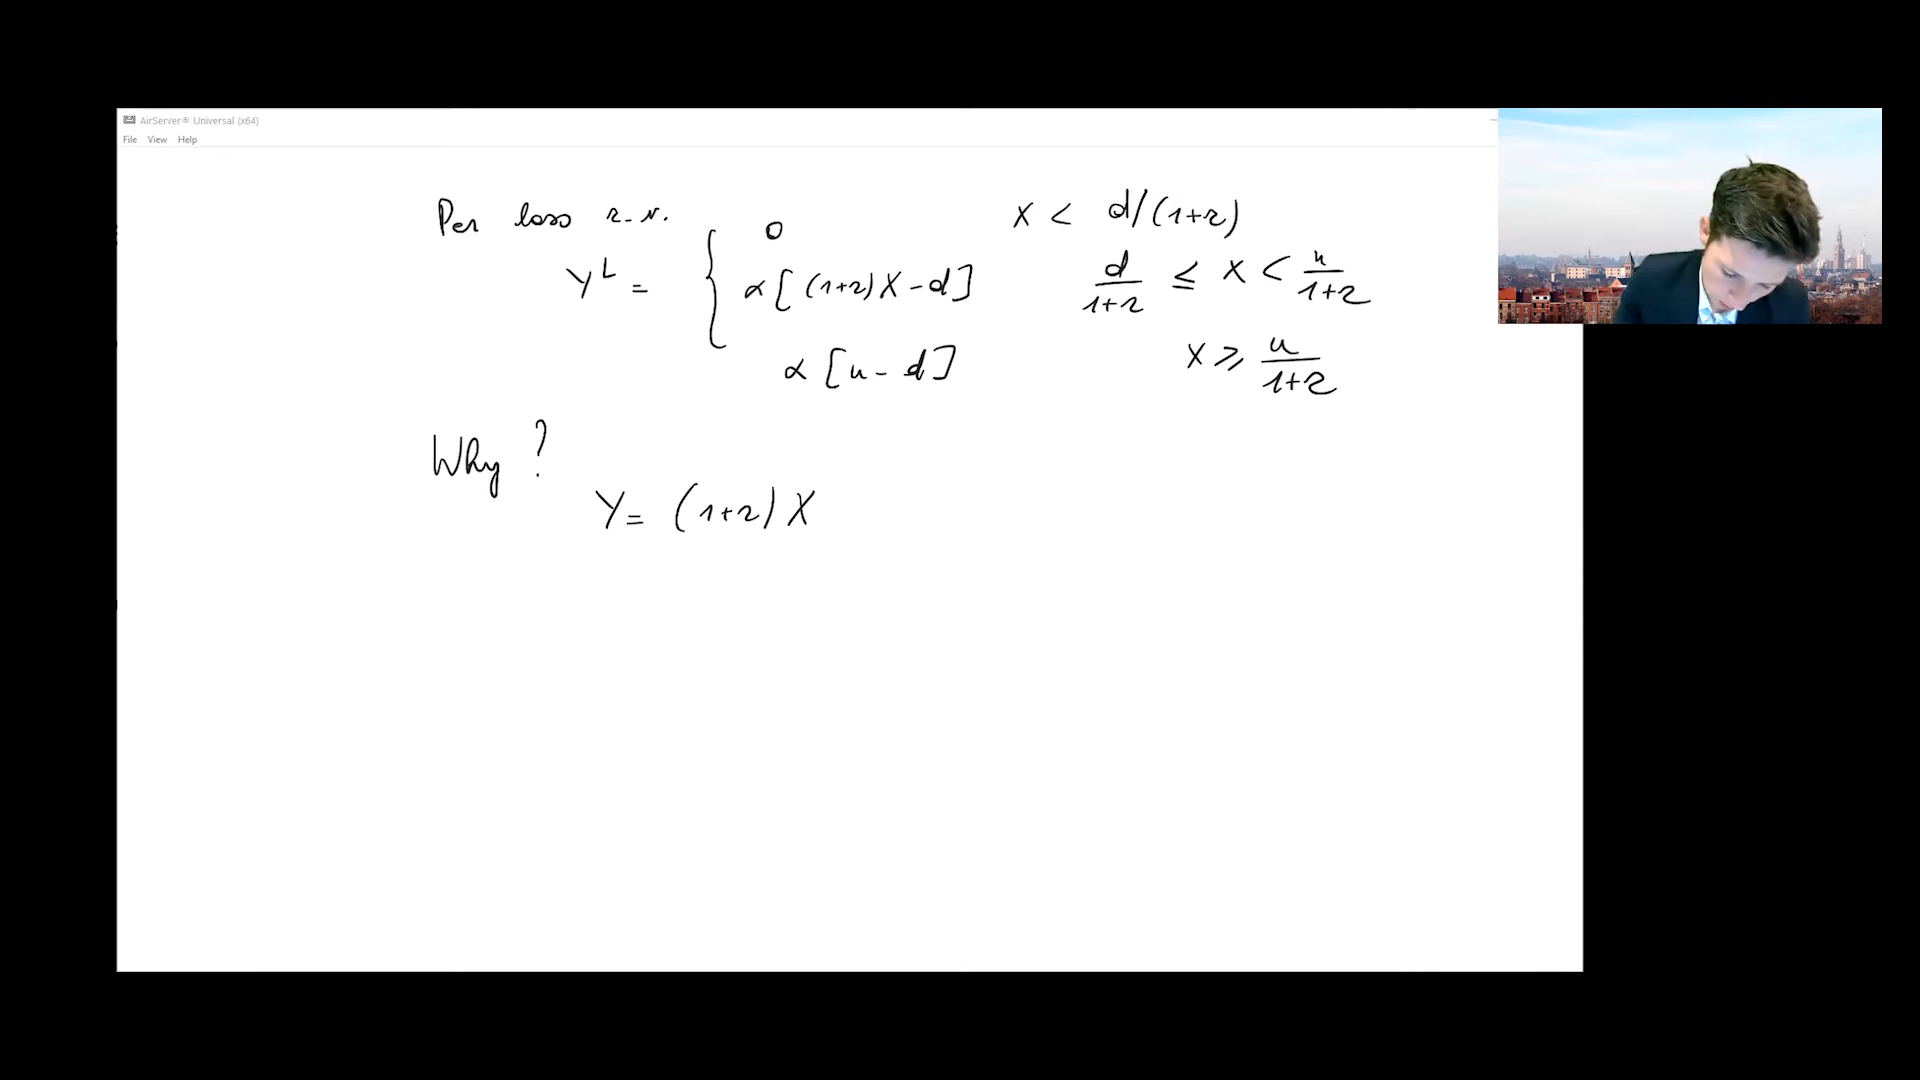 AirServer® Universal (x64)
File View Help
Per loss r.v.
0 X < d/(1+r)
Y^L = { α[(1+r)X-d] d/(1+r) ≤ X < u/(1+r)
α[u-d] X ≥ u/(1+r)
Why?
Y = (1+r)X